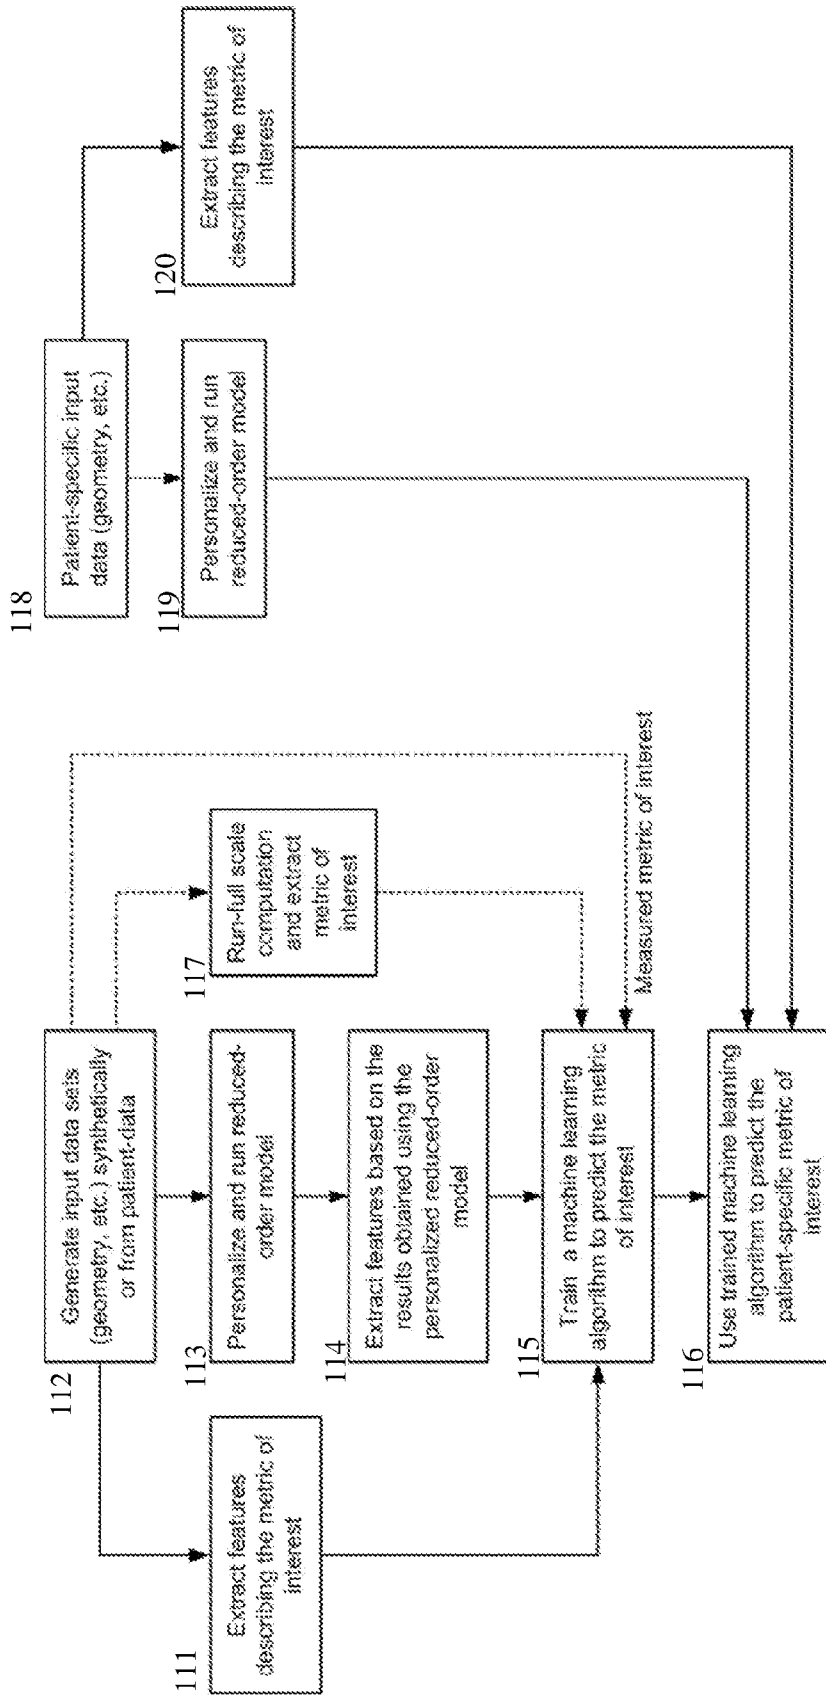 112
Generate input data sets
(geometry, etc.) synthetically
or from patient-data
111
Extract features
describing the metric of
interest
113
Personalize and run reduced-
order model
117
Run-full scale
computation
and extract
metric of
interest
114
Extract features based on the
results obtained using the
personalized reduced-order
model
115
Train a machine learning
algorithm to predict the metric
of interest
Measured metric of interest
116
Use trained machine learning
algorithm to predict the
patient-specific metric of
interest
118
Patient-specific input
data (geometry, etc.)
119
Personalize and run
reduced-order model
120
Extract features
describing the metric of
interest